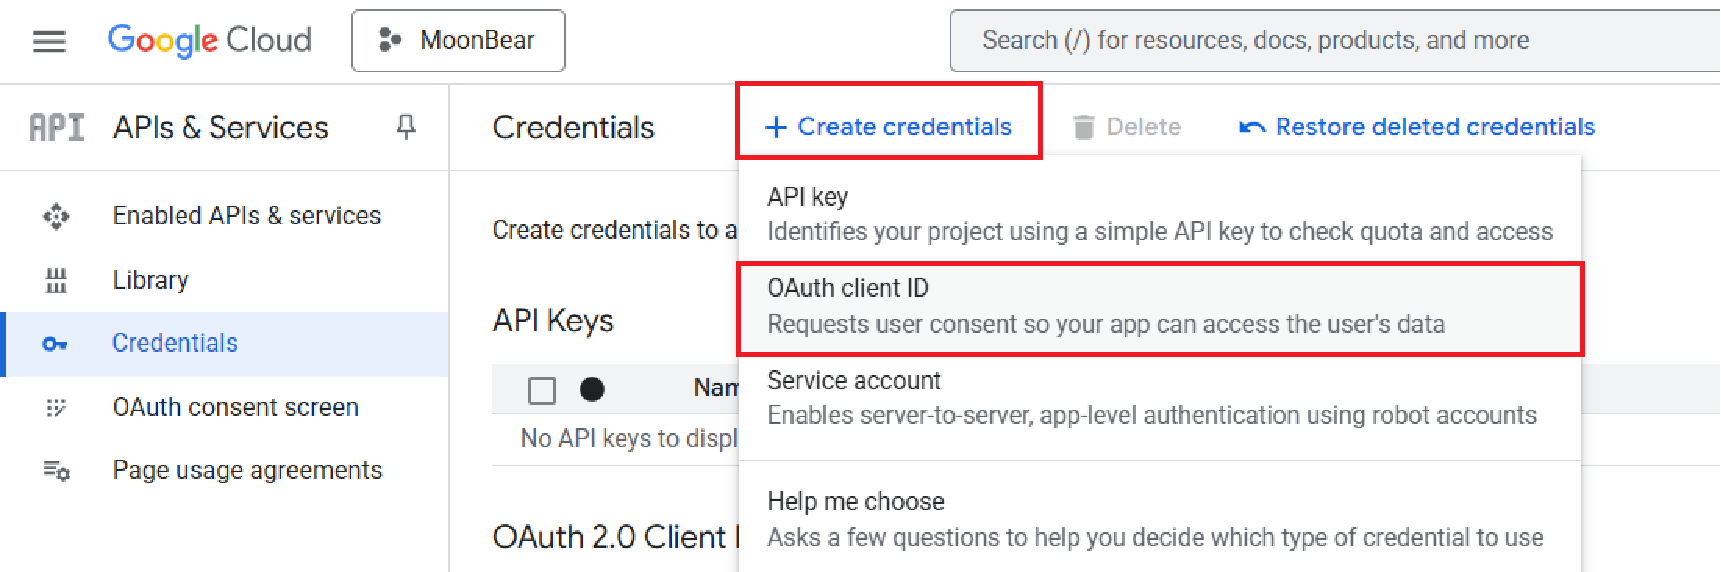 Google Cloud
MoonBear
Search (/) for resources, docs, products, and more
API
APIs & Services
Credentials
+ Create credentials
Delete
Restore deleted credentials
Enabled APIs & services
Library
Credentials
OAuth consent screen
Page usage agreements
Create credentials to a
API Keys
Nam
No API keys to displ
OAuth 2.0 Client I
API key
Identifies your project using a simple API key to check quota and access
OAuth client ID
Requests user consent so your app can access the user's data
Service account
Enables server-to-server, app-level authentication using robot accounts
Help me choose
Asks a few questions to help you decide which type of credential to use